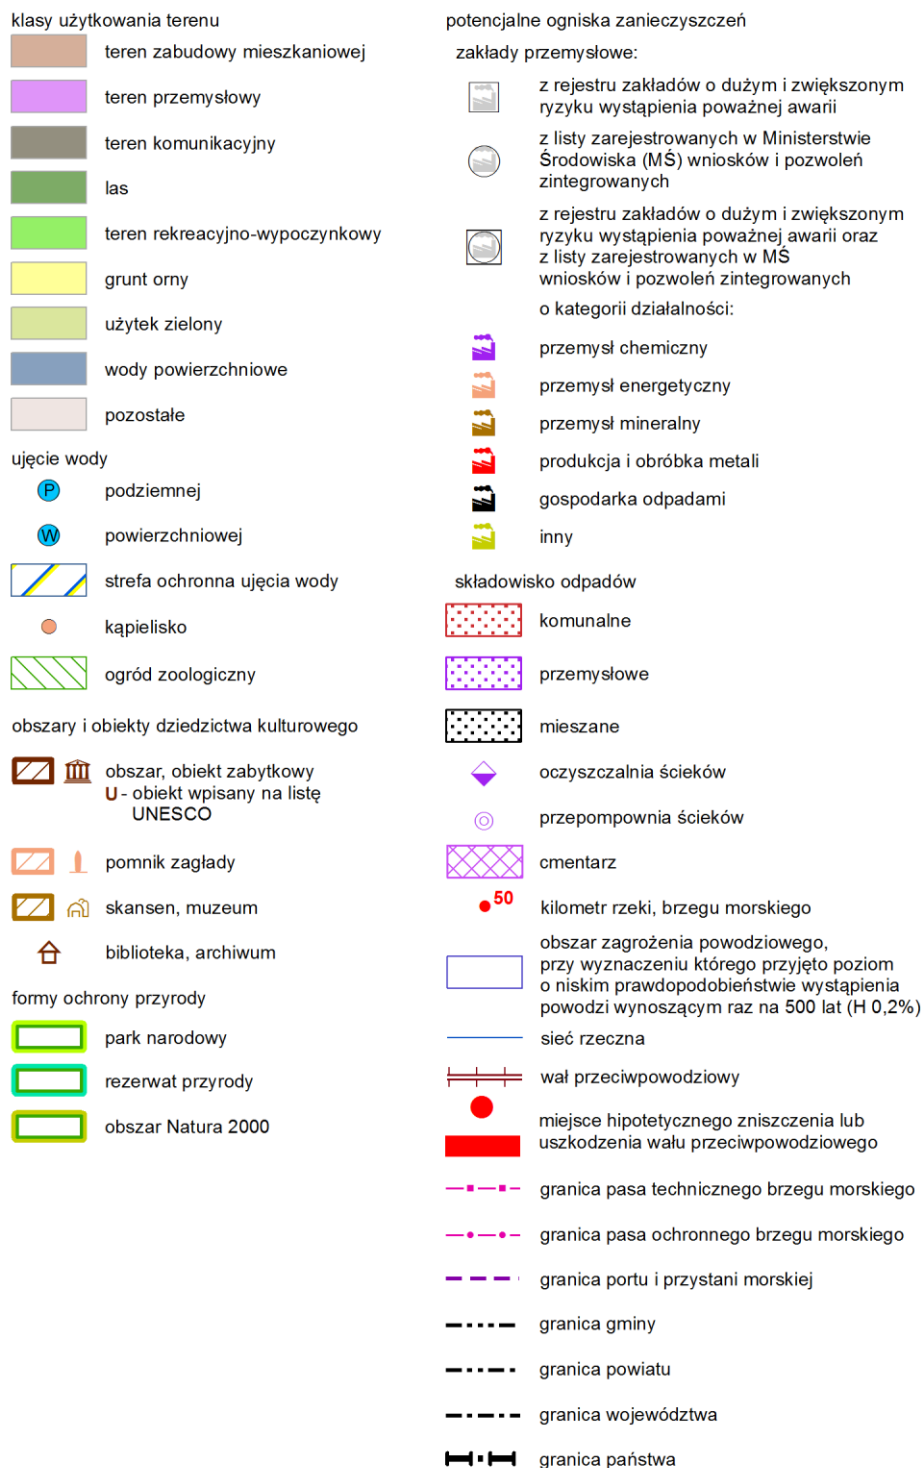 klasy użytkowania terenu
teren zabudowy mieszkaniowej
teren przemysłowy
teren komunikacyjny
las
teren rekreacyjno-wypoczynkowy
grunt orny
użytek zielony
wody powierzchniowe
pozostałe
ujęcie wody
P
podziemnej
W
powierzchniowej
strefa ochronna ujęcia wody
kąpielisko
ogród zoologiczny
obszary i obiekty dziedzictwa kulturowego
obszar, obiekt zabytkowy
U - obiekt wpisany na listę
UNESCO
pomnik zagłady
skansen, muzeum
biblioteka, archiwum
formy ochrony przyrody
park narodowy
rezerwat przyrody
obszar Natura 2000
potencjalne ogniska zanieczyszczeń
zakłady przemysłowe:
z rejestru zakładów o dużym i zwiększonym
ryzyku wystąpienia poważnej awarii
z listy zarejestrowanych w Ministerstwie
Środowiska (MŚ) wniosków i pozwoleń
zintegrowanych
z rejestru zakładów o dużym i zwiększonym
ryzyku wystąpienia poważnej awarii oraz
z listy zarejestrowanych w MŚ
wniosków i pozwoleń zintegrowanych
o kategorii działalności:
przemysł chemiczny
przemysł energetyczny
przemysł mineralny
produkcja i obróbka metali
gospodarka odpadami
inny
składowisko odpadów
komunalne
przemysłowe
mieszane
oczyszczalnia ścieków
przepompownia ścieków
cmentarz
50
kilometr rzeki, brzegu morskiego
obszar zagrożenia powodziowego,
przy wyznaczeniu którego przyjęto poziom
o niskim prawdopodobieństwie wystąpienia
powodzi wynoszącym raz na 500 lat (H 0,2%)
sieć rzeczna
wał przeciwpowodziowy
miejsce hipotetycznego zniszczenia lub
uszkodzenia wału przeciwpowodziowego
granica pasa technicznego brzegu morskiego
granica pasa ochronnego brzegu morskiego
granica portu i przystani morskiej
granica gminy
granica powiatu
granica województwa
granica państwa